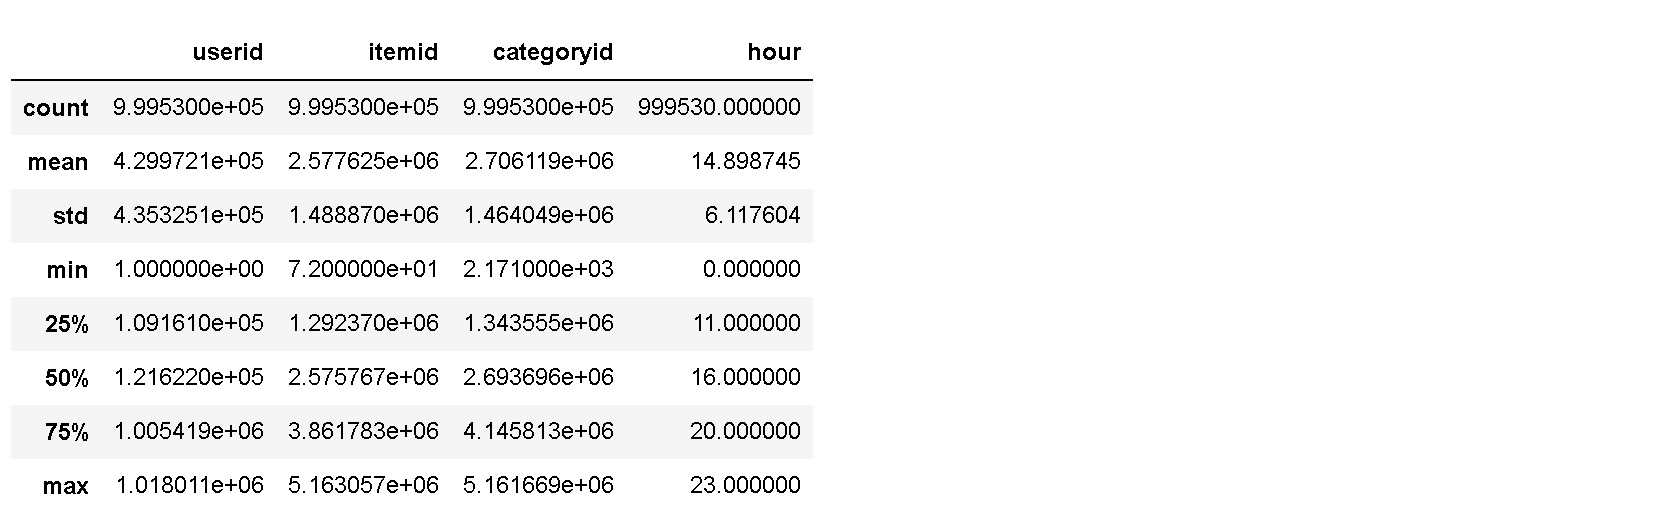 userid itemid categoryid hour
count 9.995300e+05 9.995300e+05 9.995300e+05 999530.000000
mean 4.299721e+05 2.577625e+06 2.706119e+06 14.898745
std 4.353251e+05 1.488870e+06 1.464049e+06 6.117604
min 1.000000e+00 7.200000e+01 2.171000e+03 0.000000
25% 1.091610e+05 1.292370e+06 1.343555e+06 11.000000
50% 1.216220e+05 2.575767e+06 2.693696e+06 16.000000
75% 1.005419e+06 3.861783e+06 4.145813e+06 20.000000
max 1.018011e+06 5.163057e+06 5.161669e+06 23.000000